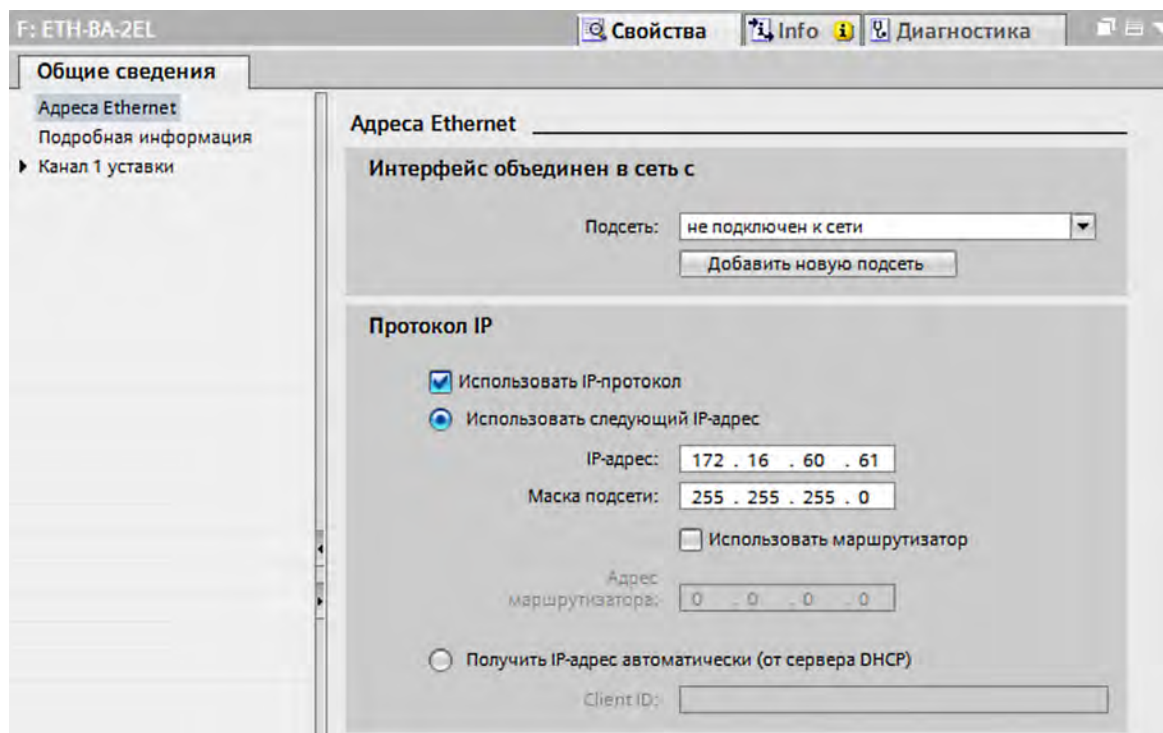 F: ETH-BA-2EL
Свойства
Info
Диагностика
Общие сведения
Адреса Ethernet
Подробная информация
Канал 1 уставки
Адреса Ethernet
Интерфейс объединен в сеть с
Подсеть: не подключен к сети
Добавить новую подсеть
Протокол IP
Использовать IP-протокол
Использовать следующий IP-адрес
IP-адрес: 172 . 16 . 60 . 61
Маска подсети: 255 . 255 . 255 . 0
Использовать маршрутизатор
Адрес
маршрутизатора: 0 . 0 . 0 . 0
Получить IP-адрес автоматически (от сервера DHCP)
Client ID: